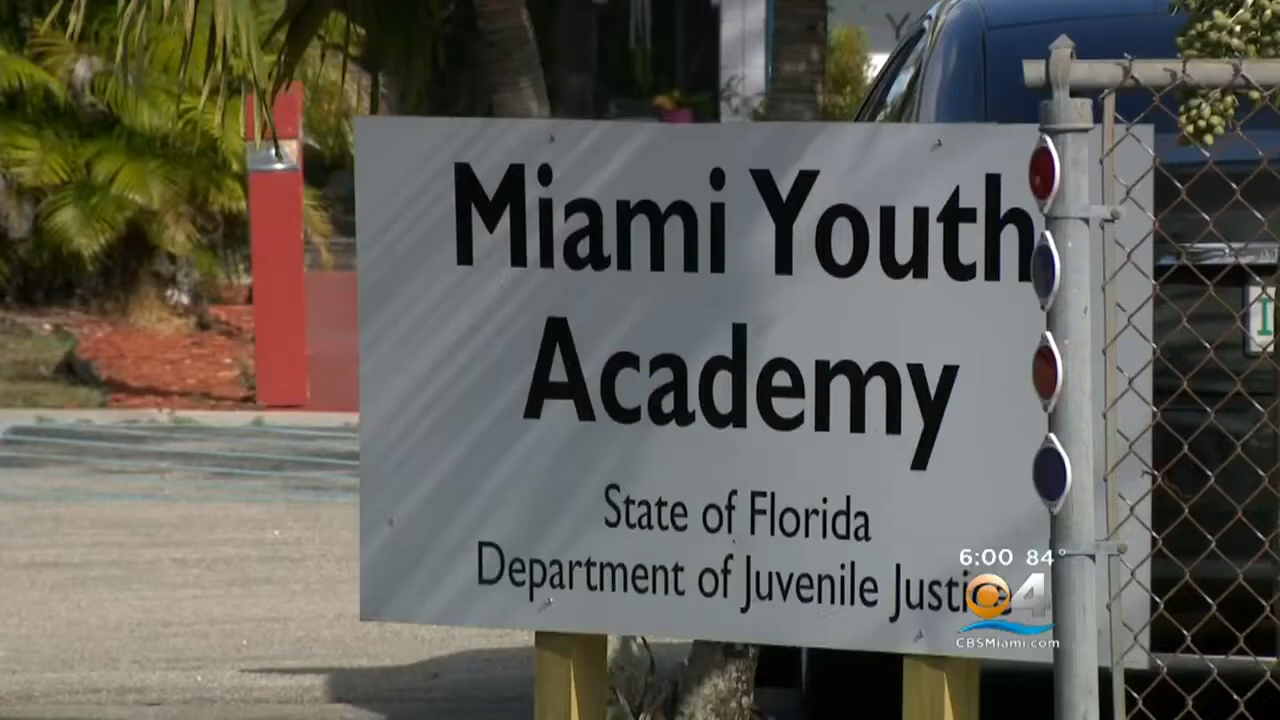 Miami Youth
Academy
State of Florida
Department of Juvenile Justi
6:00 84°
4
CBSMiami.com